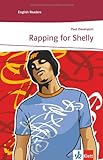 English Readers
Paul Davenport
Rapping for Shelly
Klett